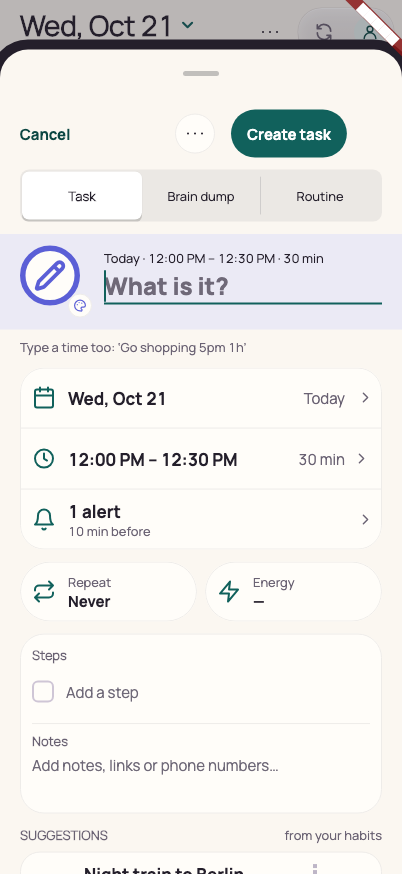 Wed, Oct 21
Cancel
Create task
Task
Brain dump
Routine
Today · 12:00 PM – 12:30 PM · 30 min
What is it?
Type a time too: 'Go shopping 5pm 1h'
Wed, Oct 21
Today
12:00 PM – 12:30 PM
30 min
1 alert
10 min before
Repeat
Never
Energy
—
Steps
Add a step
Notes
Add notes, links or phone numbers...
SUGGESTIONS
from your habits
Night train to Berlin